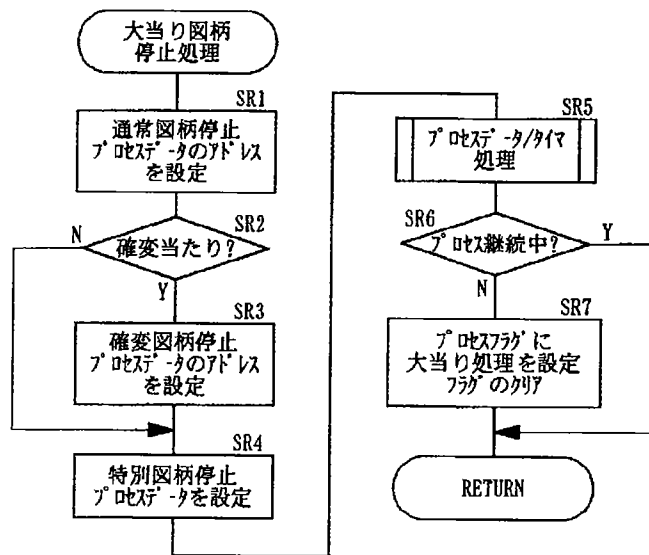 大当り図柄
停止処理
SR1
通常図柄停止
ﾌﾟﾛｾｽﾃﾞｰﾀのｱﾄﾞﾚｽ
を設定
SR2
N
確変当たり?
Y
SR3
確変図柄停止
ﾌﾟﾛｾｽﾃﾞｰﾀのｱﾄﾞﾚｽ
を設定
SR4
特別図柄停止
ﾌﾟﾛｾｽﾃﾞｰﾀを設定
SR5
ﾌﾟﾛｾｽﾃﾞｰﾀ/ﾀｲﾏ
処理
SR6
ﾌﾟﾛｾｽ継続中?
Y
N
SR7
ﾌﾟﾛｾｽﾌﾗｸﾞに
大当り処理を設定
ﾌﾗｸﾞのｸﾘｱ
RETURN